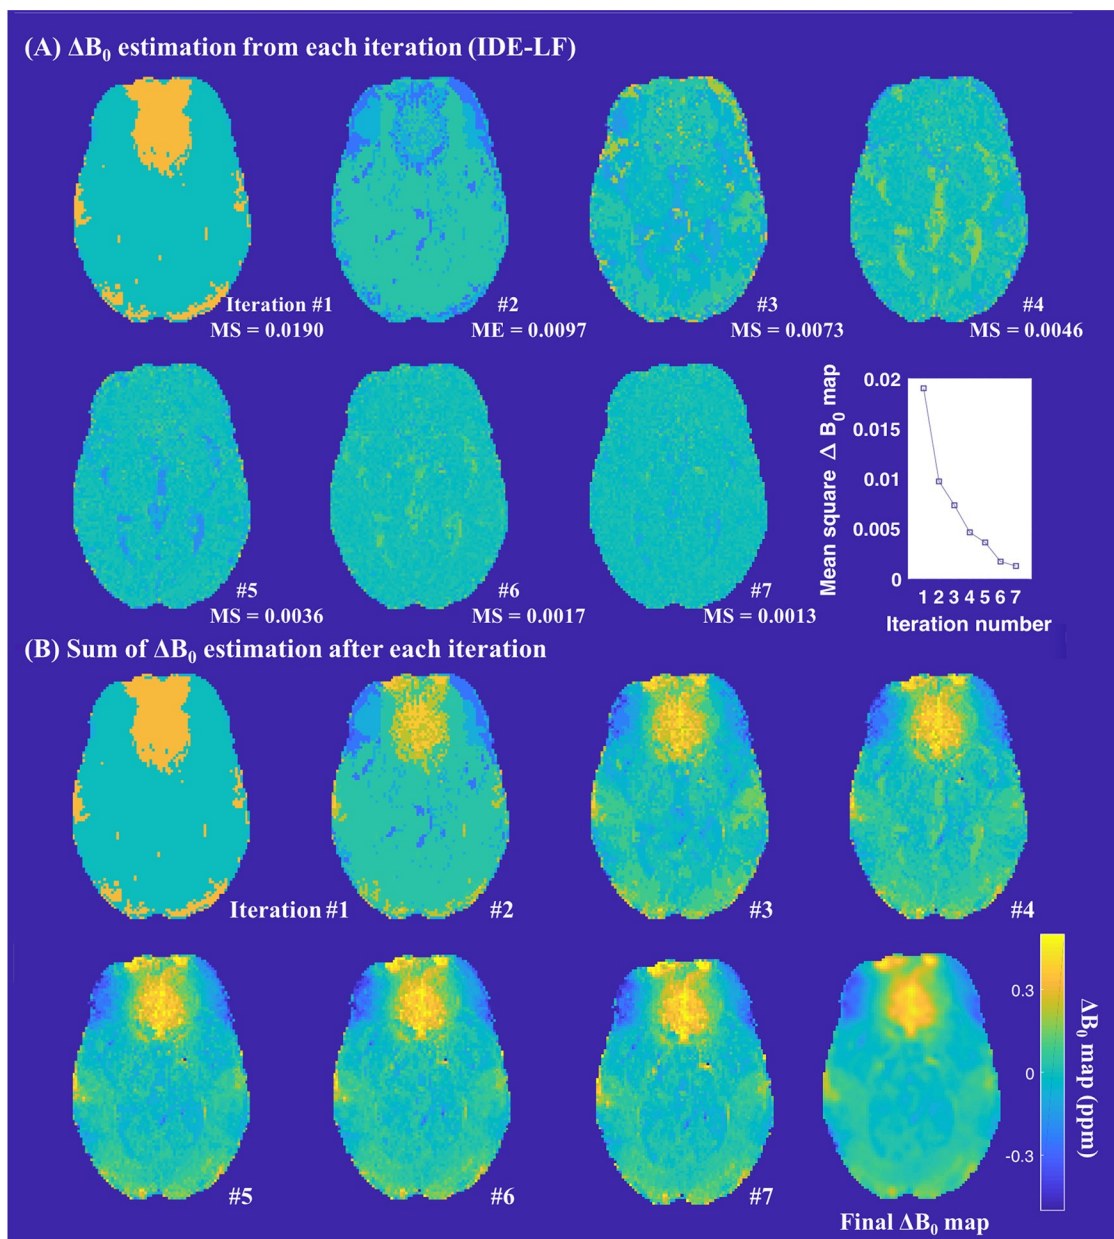 (A) ΔB₀ estimation from each iteration (IDE-LF)
Iteration #1
MS = 0.0190
#2
ME = 0.0097
#3
MS = 0.0073
#4
MS = 0.0046
#5
MS = 0.0036
#6
MS = 0.0017
#7
MS = 0.0013
Mean square Δ B₀ map
0.02
0.015
0.01
0.005
0
1 2 3 4 5 6 7
Iteration number
(B) Sum of ΔB₀ estimation after each iteration
Iteration #1
#2
#3
#4
#5
#6
#7
Final ΔB₀ map
0.3
0
-0.3
ΔB₀ map (ppm)